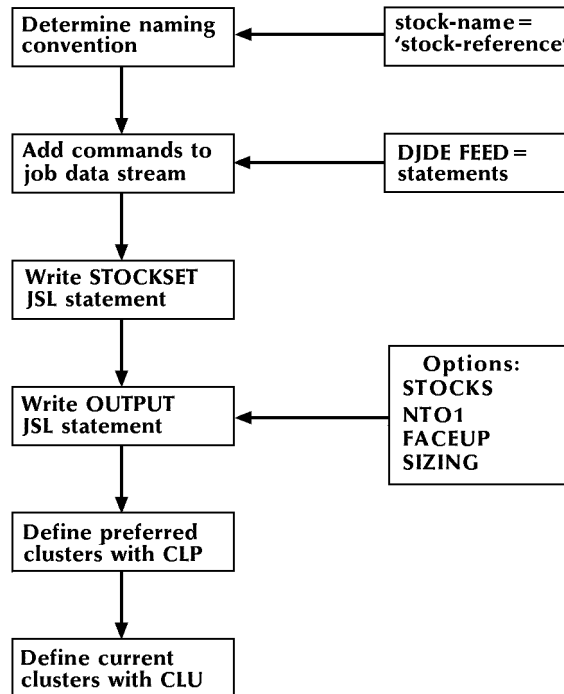 Determine naming
convention
stock-name=
‘stock-reference’
Add commands to
job data stream
DJDE FEED=
statements
Write STOCKSET
JSL statement
Options:
STOCKS
NTO1
FACEUP
SIZING
Write OUTPUT
JSL statement
Define preferred
clusters with CLP
Define current
clusters with CLU